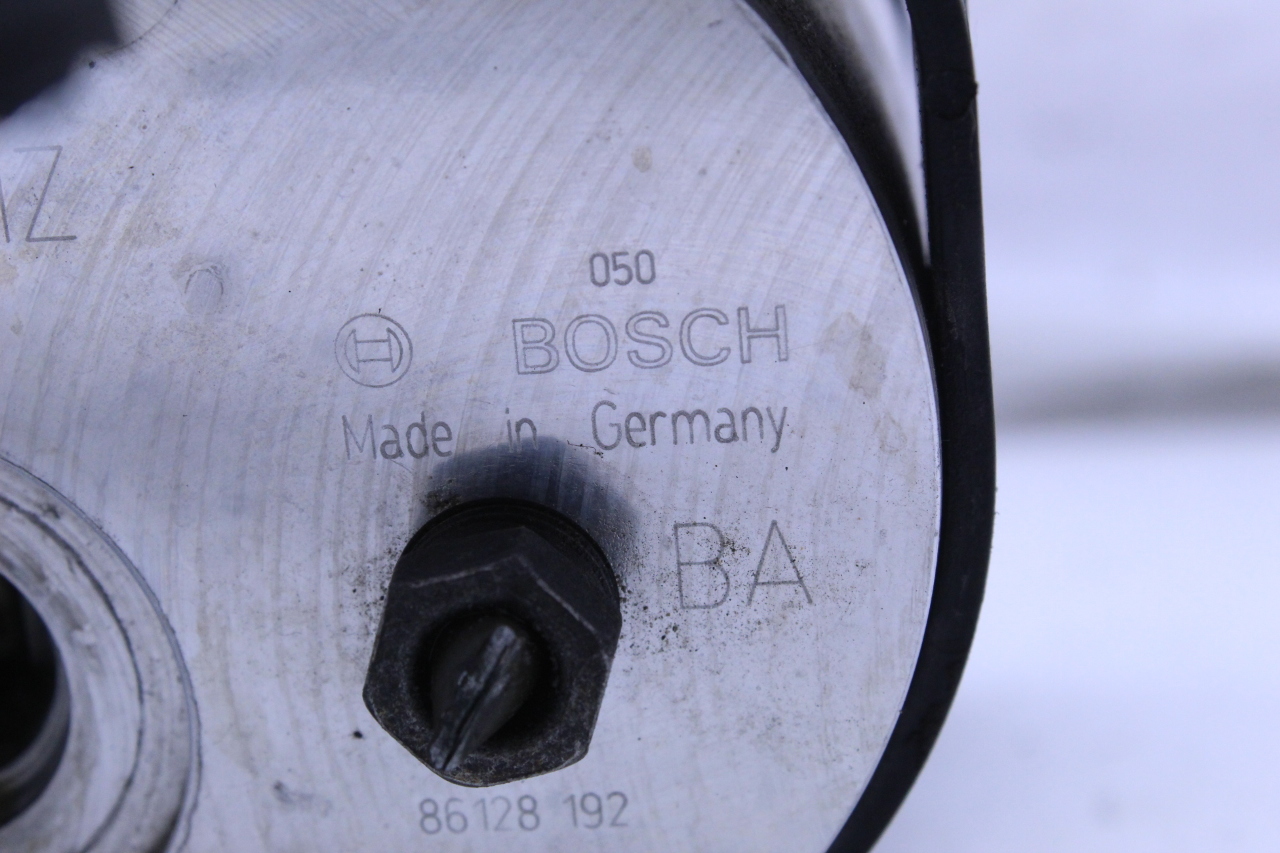 050
BOSCH
Made in Germany
BA
86128 192